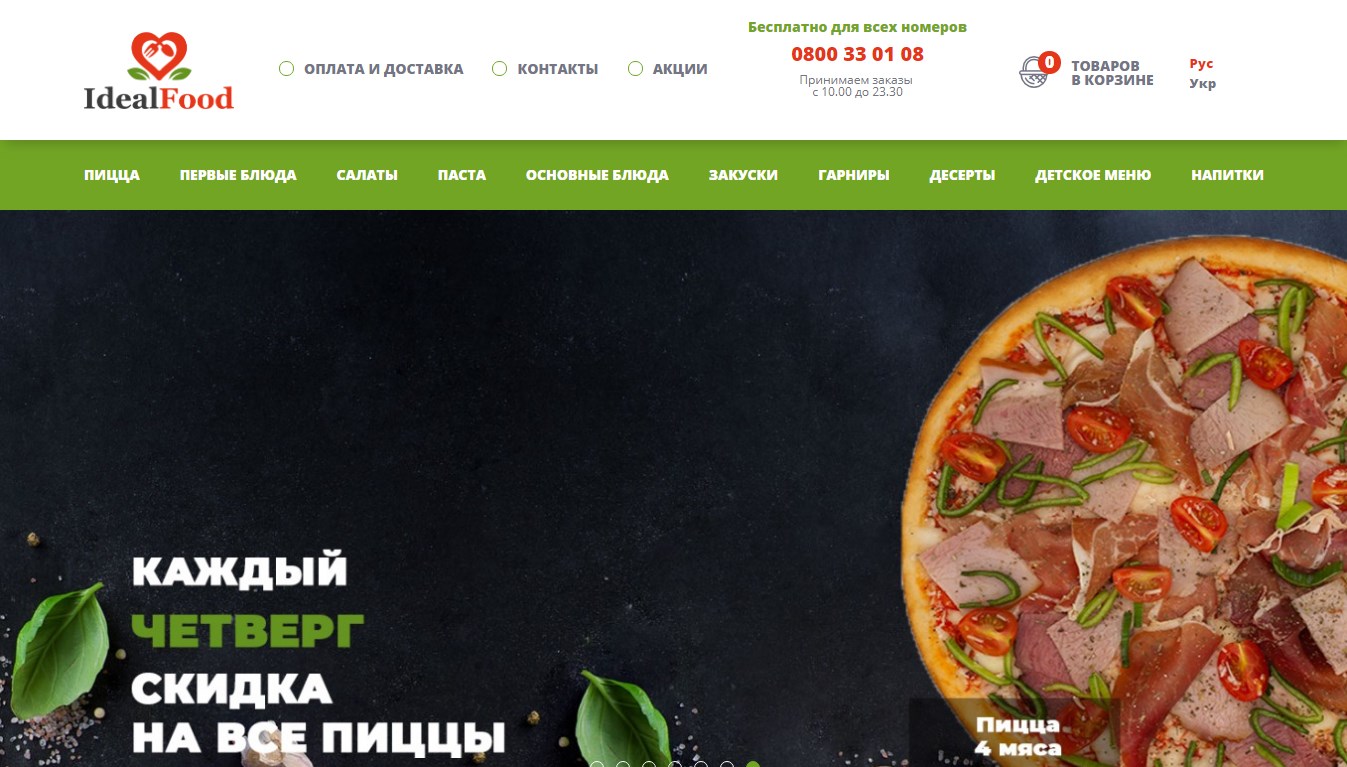 IdealFood
ОПЛАТА И ДОСТАВКА
КОНТАКТЫ
АКЦИИ
Бесплатно для всех номеров
0800 33 01 08
Принимаем заказы
с 10.00 до 23.30
0
ТОВАРОВ
В КОРЗИНЕ
Рус
Укр
ПИЦЦА
ПЕРВЫЕ БЛЮДА
САЛАТЫ
ПАСТА
ОСНОВНЫЕ БЛЮДА
ЗАКУСКИ
ГАРНИРЫ
ДЕСЕРТЫ
ДЕТСКОЕ МЕНЮ
НАПИТКИ
КАЖДЫЙ
ЧЕТВЕРГ
СКИДКА
НА ВСЕ ПИЦЦЫ
Пицца
4 мяса